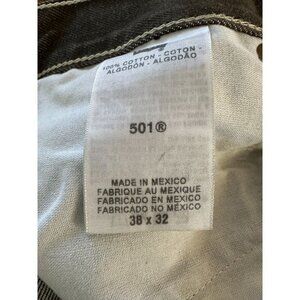 100% COTTON - COTON -
ALGODÓN - ALGODÃO
501®
MADE IN MEXICO
FABRIQUE AU MEXIQUE
FABRICADO EN MEXICO
FABRICADO NO MÉXICO
38 x 32